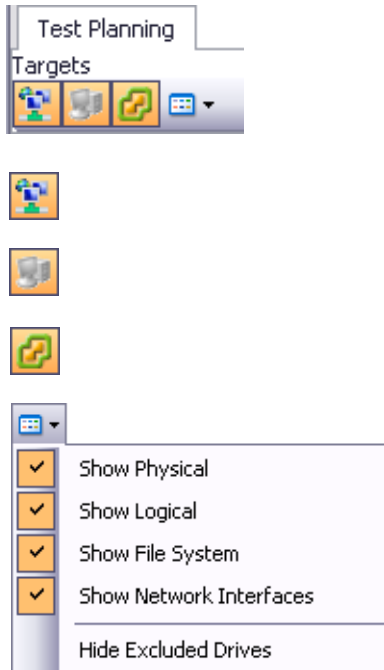 Test Planning
Targets
Show Physical
Show Logical
Show File System
Show Network Interfaces
Hide Excluded Drives